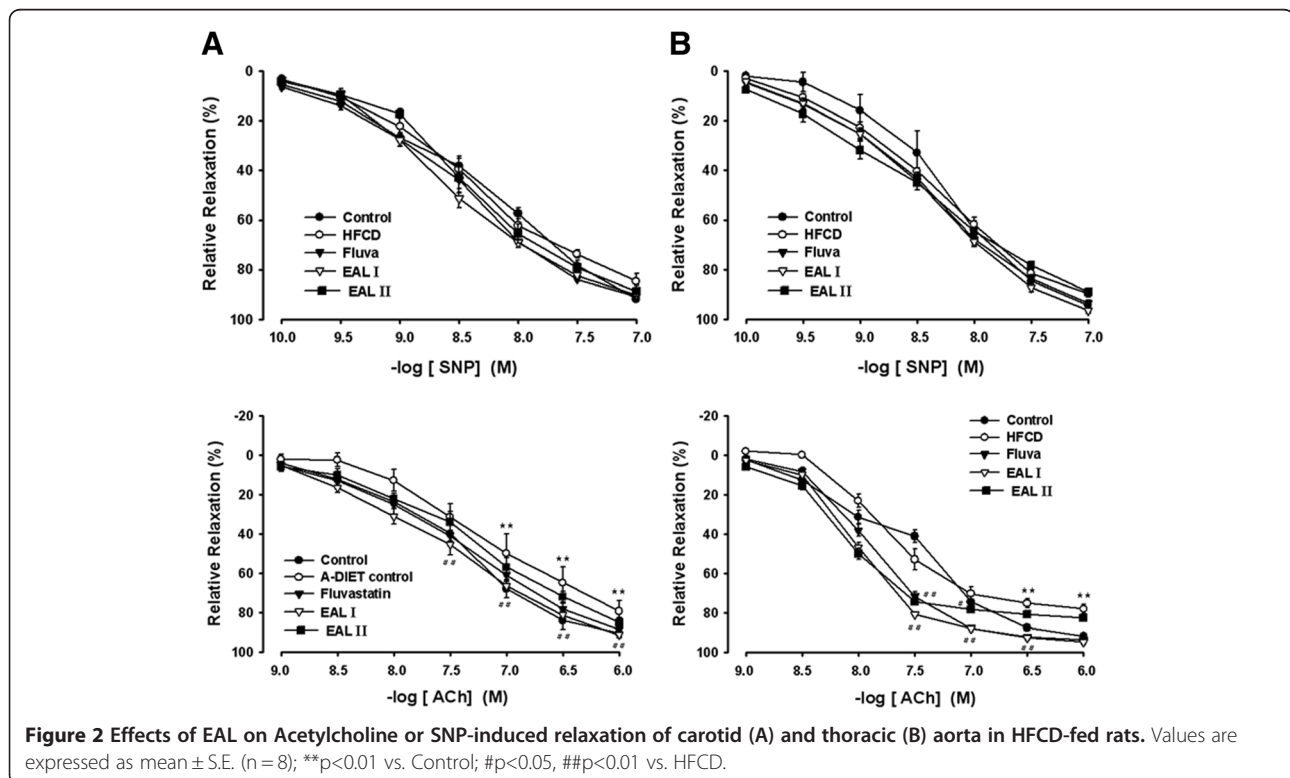 A
B
0
20
40
60
80
100
Relative Relaxation (%)
Control
HFCD
Fluva
EAL I
EAL II
10.0 9.5 9.0 8.5 8.0 7.5 7.0
-log [ SNP] (M)
0
20
40
60
80
100
Relative Relaxation (%)
Control
HFCD
Fluva
EAL I
EAL II
10.0 9.5 9.0 8.5 8.0 7.5 7.0
-log [ SNP] (M)
-20
0
20
40
60
80
100
Relative Relaxation (%)
** ** **
Control
A-DIET control
Fluvastatin
EAL I
EAL II
## ## ## ##
9.0 8.5 8.0 7.5 7.0 6.5 6.0
-log [ ACh] (M)
-20
0
20
40
60
80
100
Relative Relaxation (%)
Control
HFCD
Fluva
EAL I
EAL II
** **
## #
## ## ##
9.0 8.5 8.0 7.5 7.0 6.5 6.0
-log [ ACh] (M)
Figure 2 Effects of EAL on Acetylcholine or SNP-induced relaxation of carotid (A) and thoracic (B) aorta in HFCD-fed rats. Values are
expressed as mean ± S.E. (n = 8); **p<0.01 vs. Control; #p<0.05, ##p<0.01 vs. HFCD.